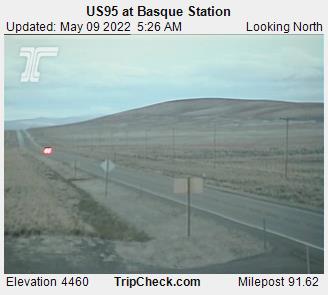 US95 at Basque Station
Updated: May 09 2022 5:26 AM Looking North
Elevation 4460 TripCheck.com Milepost 91.62